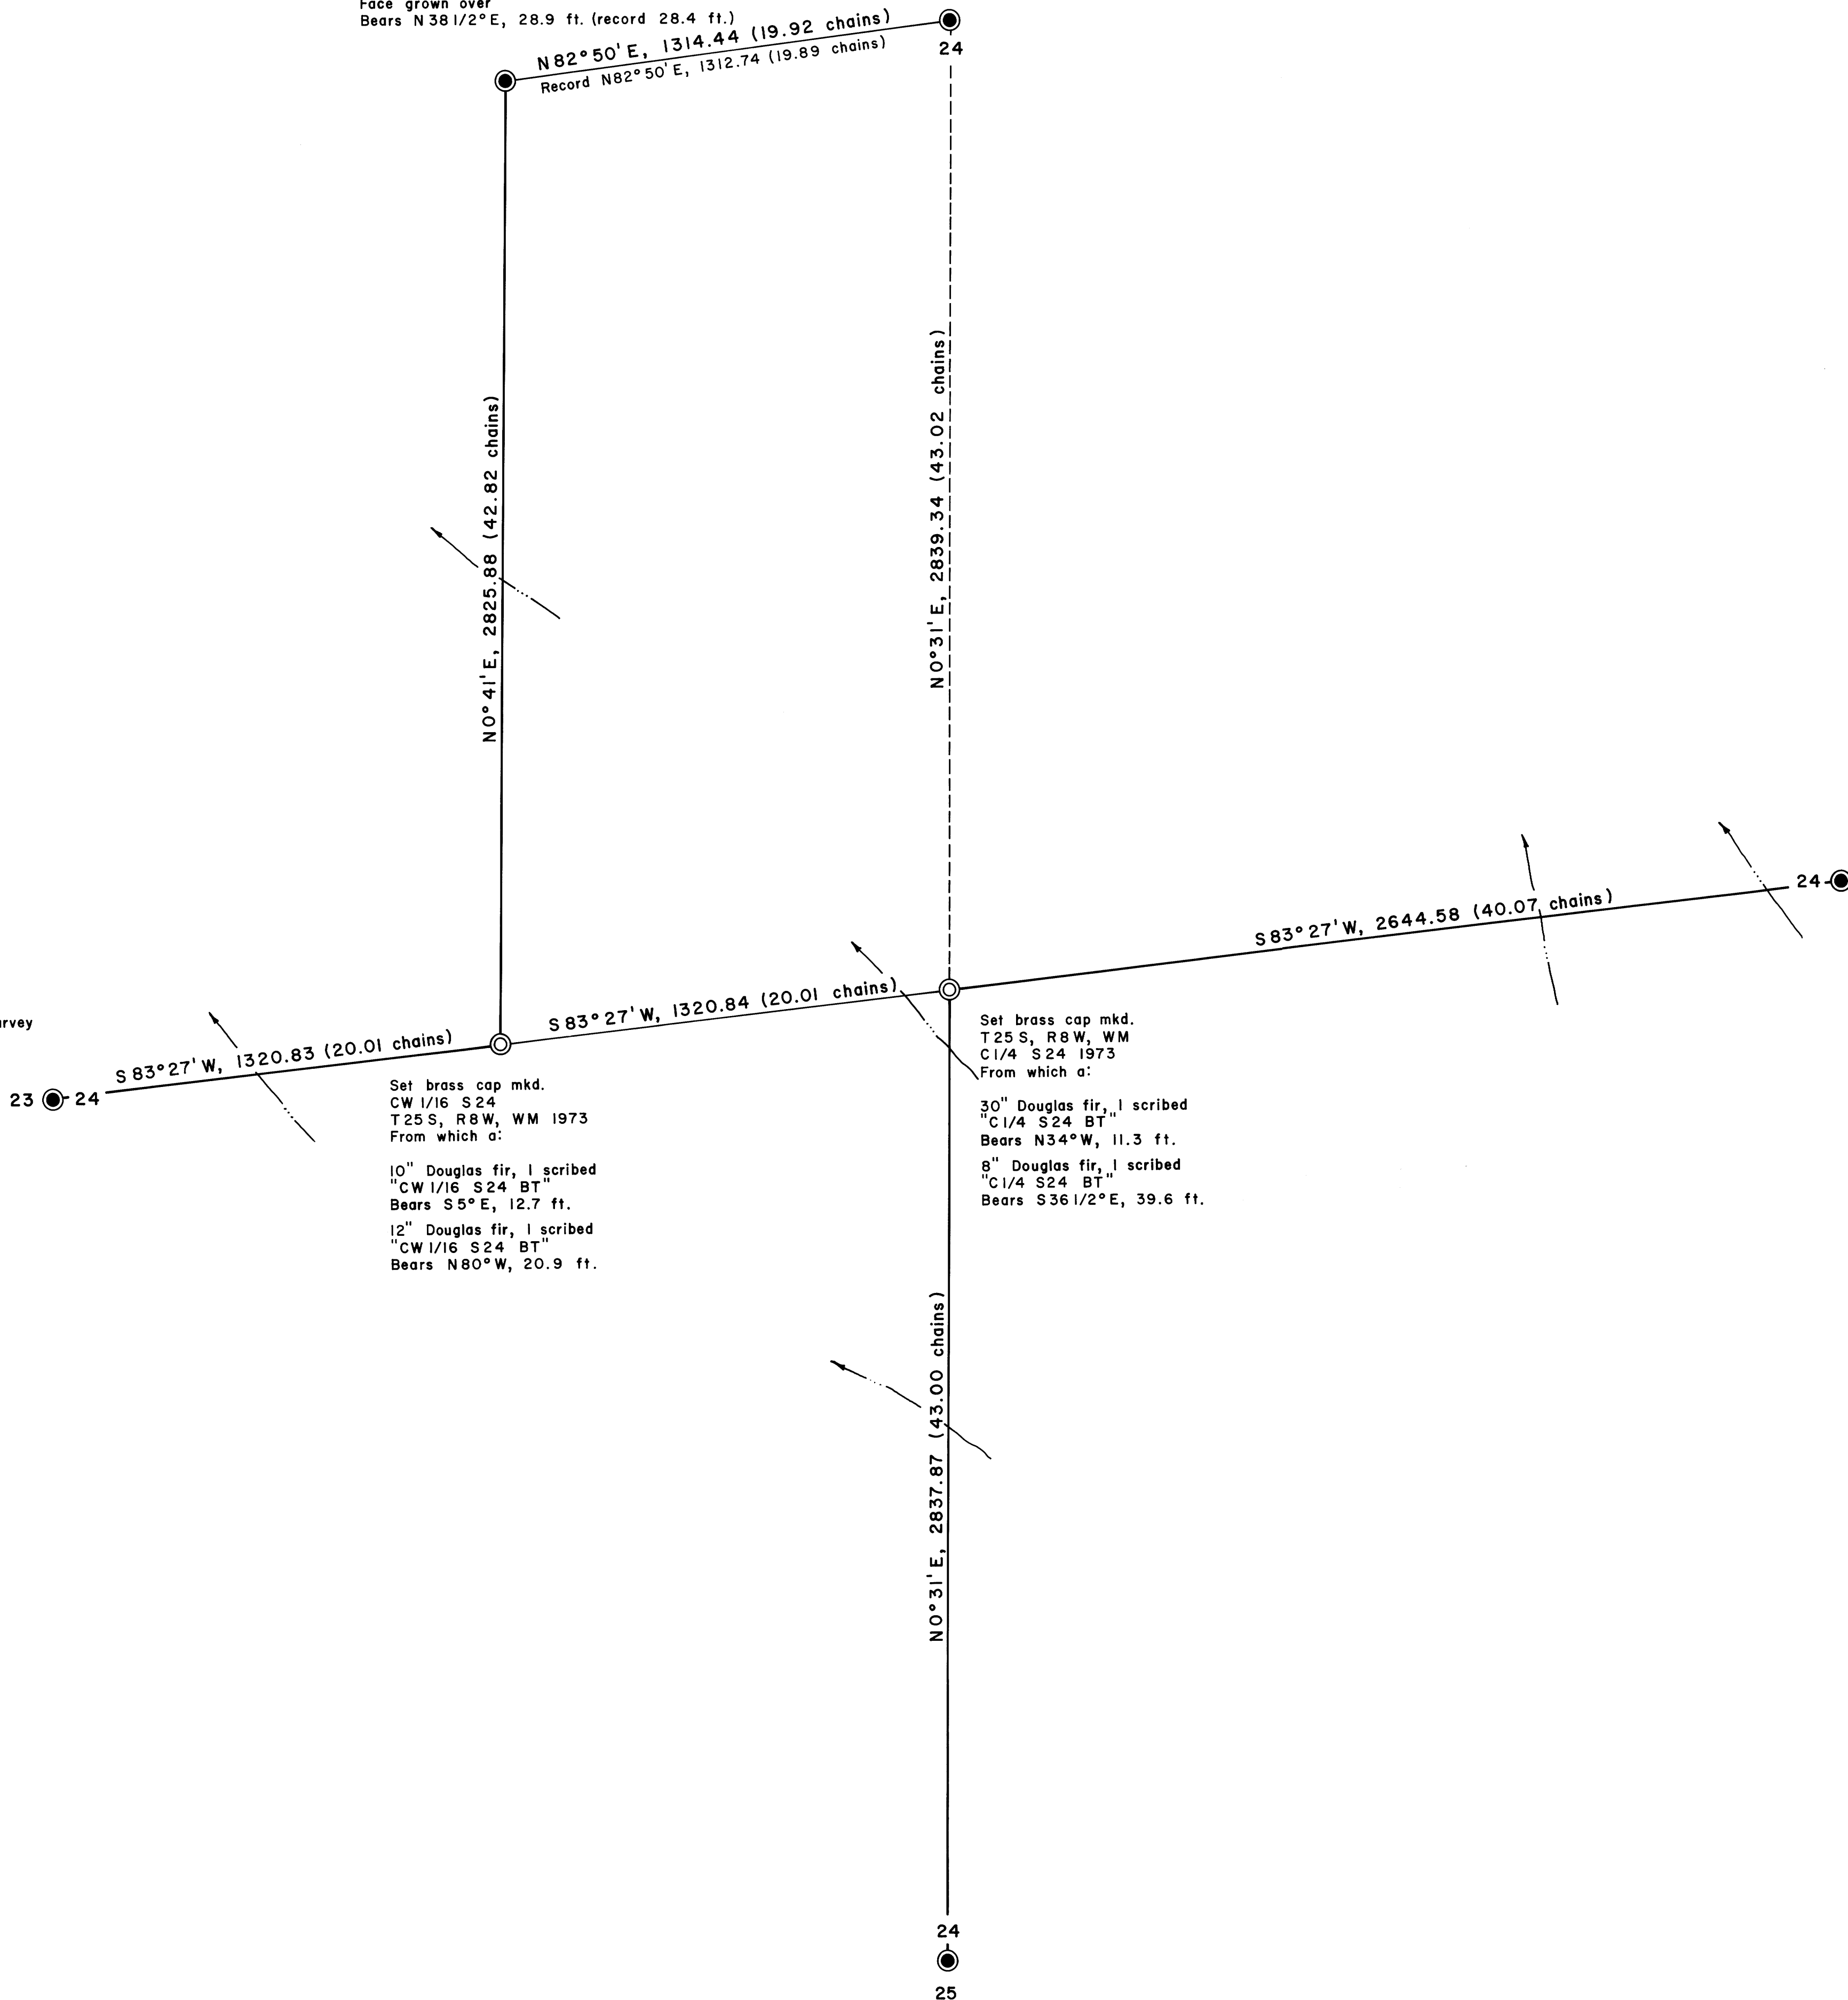 Face grown over
Bears N 38 1/2° E, 28.9 ft. (record 28.4 ft.)
N 82° 50' E, 1314.44 (19.92 chains)
Record N82° 50' E, 1312.74 (19.89 chains)
24
N 0° 41' E, 2825.88 (42.82 chains)
N 0° 31' E, 2839.34 (43.02 chains)
24
S 83° 27' W, 2644.58 (40.07 chains)
S 83° 27' W, 1320.84 (20.01 chains)
S 83° 27' W, 1320.83 (20.01 chains)
23
24
Set brass cap mkd.
T 25 S, R 8 W, WM
C 1/4 S 24 1973
From which a:
30" Douglas fir, 1 scribed
"C 1/4 S 24 BT"
Bears N34° W, 11.3 ft.
8" Douglas fir, 1 scribed
"C 1/4 S 24 BT"
Bears S 36 1/2° E, 39.6 ft.
Set brass cap mkd.
CW 1/16 S 24
T 25 S, R 8 W, WM 1973
From which a:
10" Douglas fir, 1 scribed
"CW 1/16 S 24 BT"
Bears S 5° E, 12.7 ft.
12" Douglas fir, 1 scribed
"CW 1/16 S 24 BT"
Bears N 80° W, 20.9 ft.
N 0° 31' E, 2837.87 (43.00 chains)
24
25